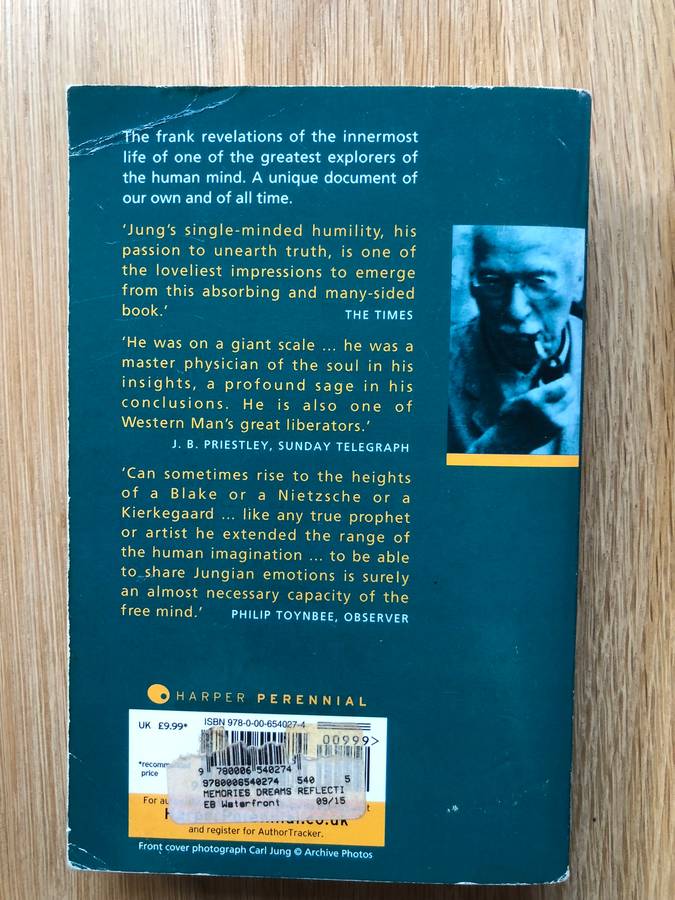 The frank revelations of the innermost
life of one of the greatest explorers of
the human mind. A unique document of
our own and of all time.
‘Jung’s single-minded humility, his
passion to unearth truth, is one of
the loveliest impressions to emerge
from this absorbing and many-sided
book.’ THE TIMES
‘He was on a giant scale ... he was a
master physician of the soul in his
insights, a profound sage in his
conclusions. He is also one of
Western Man’s great liberators.’
J. B. PRIESTLEY, SUNDAY TELEGRAPH
‘Can sometimes rise to the heights
of a Blake or a Nietzsche or a
Kierkegaard ... like any true prophet
or artist he extended the range of
the human imagination ... to be able
to share Jungian emotions is surely
an almost necessary capacity of the
free mind.’ PHILIP TOYNBEE, OBSERVER
HARPER PERENNIAL
UK £9.99* ISBN 978-0-00-654027-4
00999>
*recomm
price
9 780006 540274
9780006540274 540 5
MEMORIES DREAMS REFLECTI
EB Waterfront 09/15
For au
.co.uk
and register for AuthorTracker.
Front cover photograph Carl Jung © Archive Photos